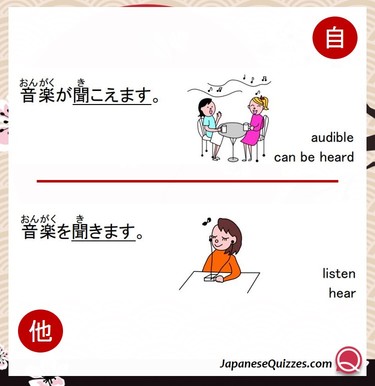 自
おんがく き
音楽が聞こえます。
audible
can be heard
おんがく き
音楽を聞きます。
listen
hear
他
JapaneseQuizzes.com